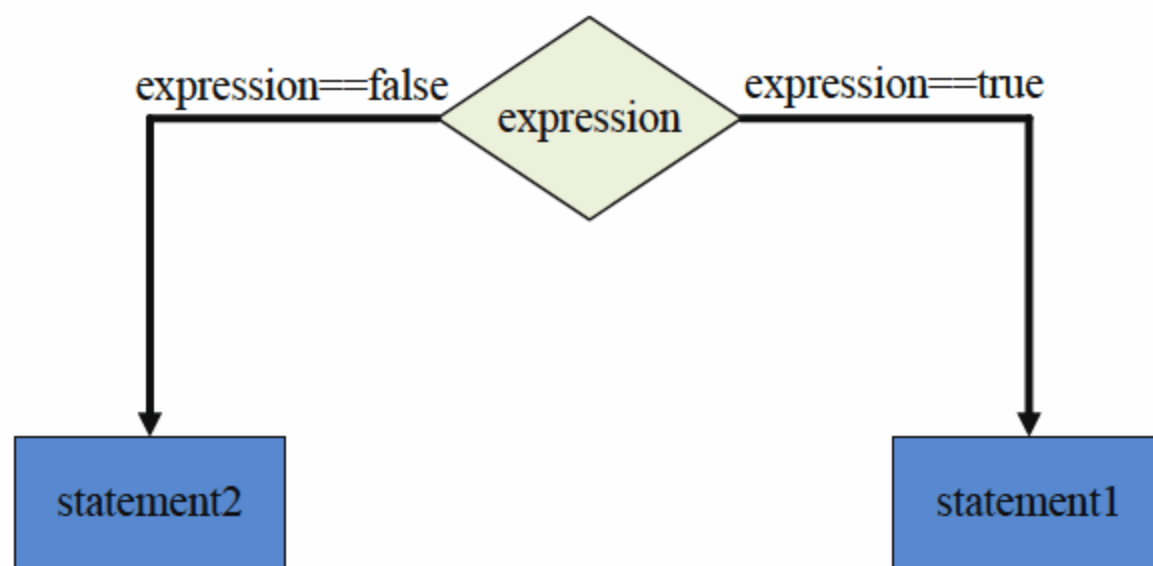 expression==false
expression==true
expression
statement2
statement1